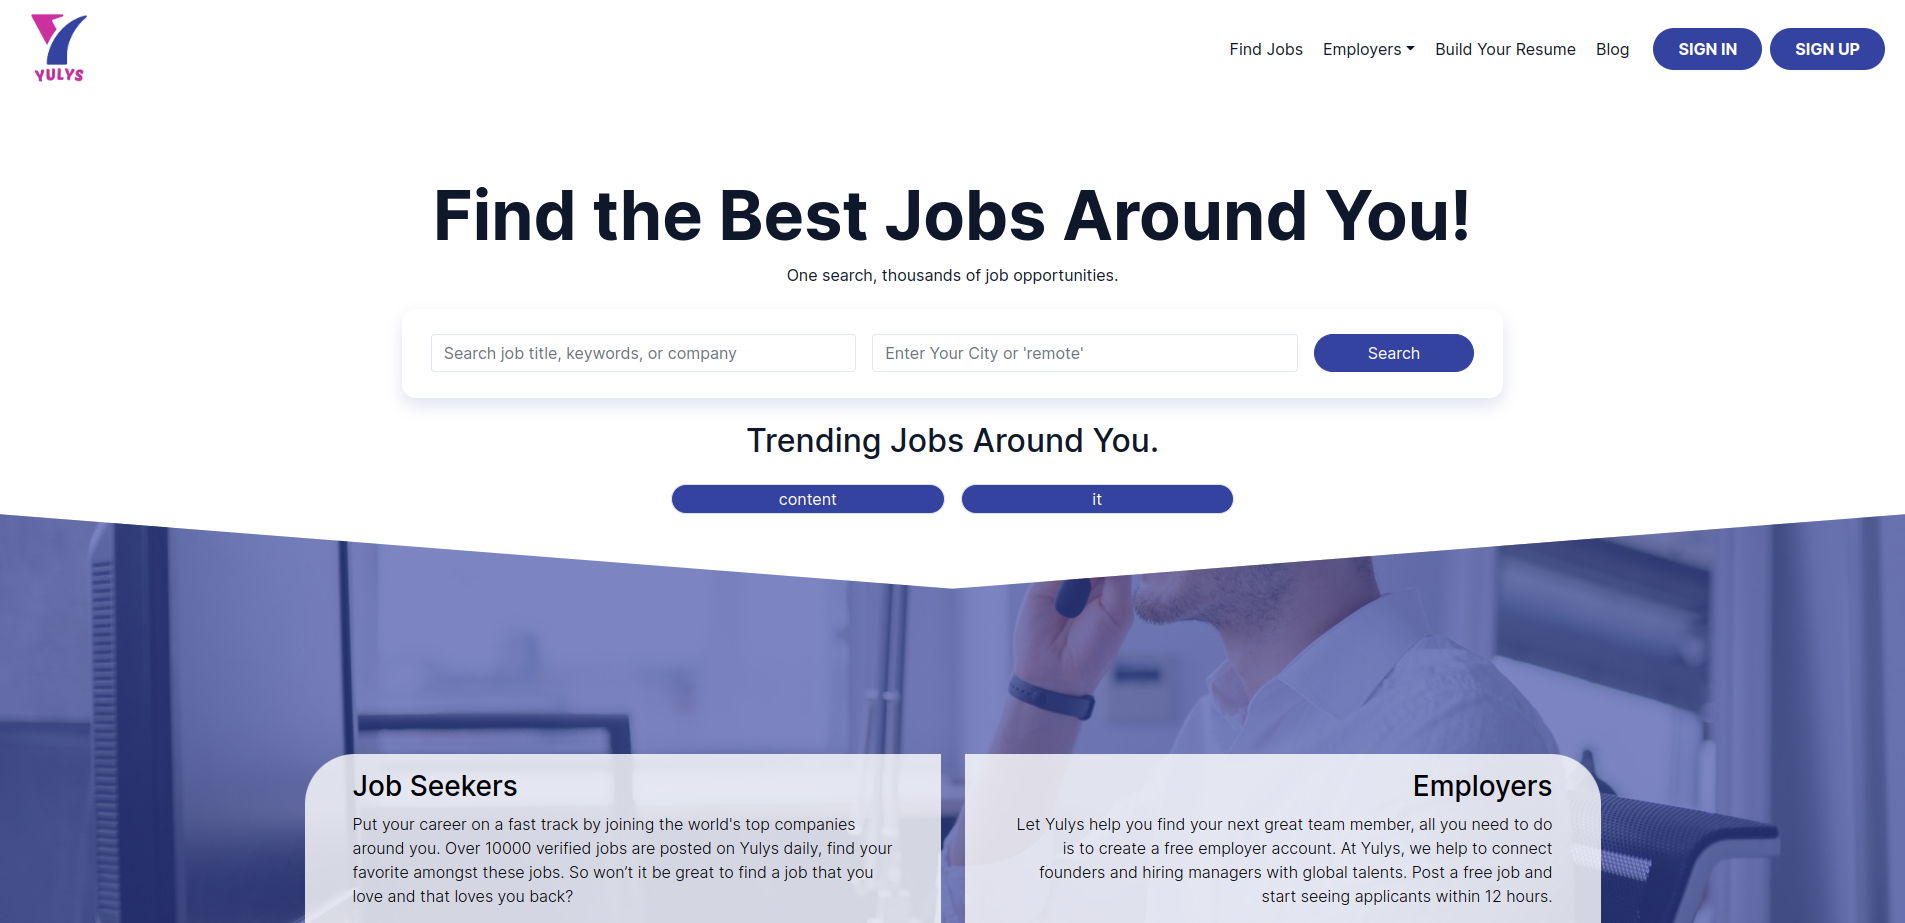 YULYS
Find Jobs
Employers
Build Your Resume
Blog
SIGN IN
SIGN UP
Find the Best Jobs Around You!
One search, thousands of job opportunities.
Search job title, keywords, or company
Enter Your City or 'remote'
Search
Trending Jobs Around You.
content
it
Job Seekers
Put your career on a fast track by joining the world's top companies
around you. Over 10000 verified jobs are posted on Yulys daily, find your
favorite amongst these jobs. So won’t it be great to find a job that you
love and that loves you back?
Employers
Let Yulys help you find your next great team member, all you need to do
is to create a free employer account. At Yulys, we help to connect
founders and hiring managers with global talents. Post a free job and
start seeing applicants within 12 hours.